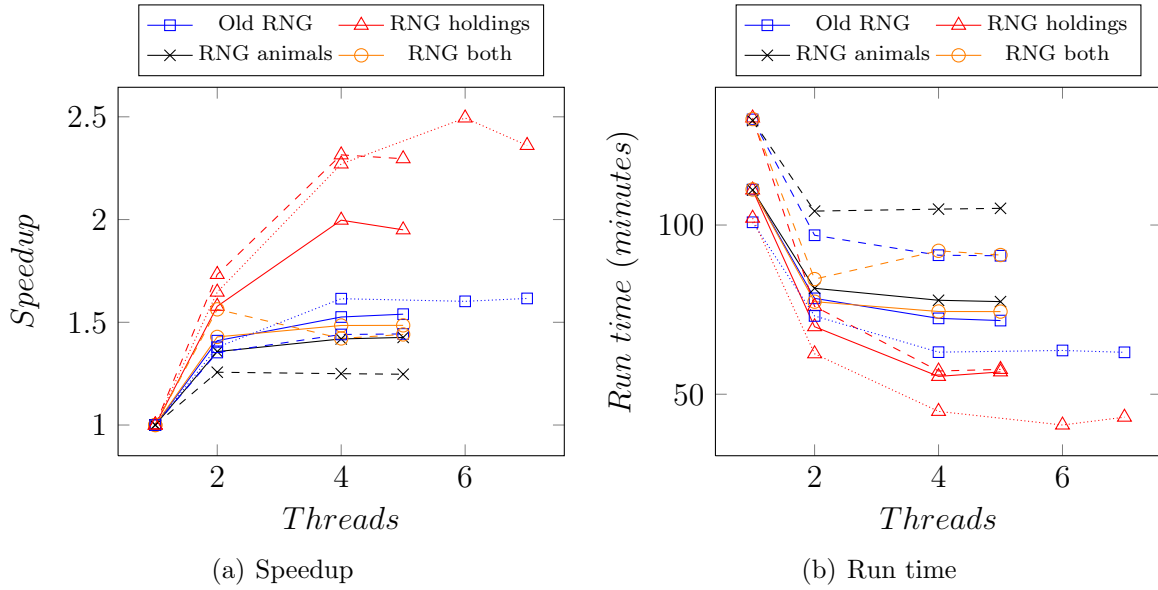 Old RNG RNG holdings
RNG animals RNG both
2.5
2
1.5
1
Speedup
2 4 6
Threads
(a) Speedup
Old RNG RNG holdings
RNG animals RNG both
100
50
Run time (minutes)
2 4 6
Threads
(b) Run time